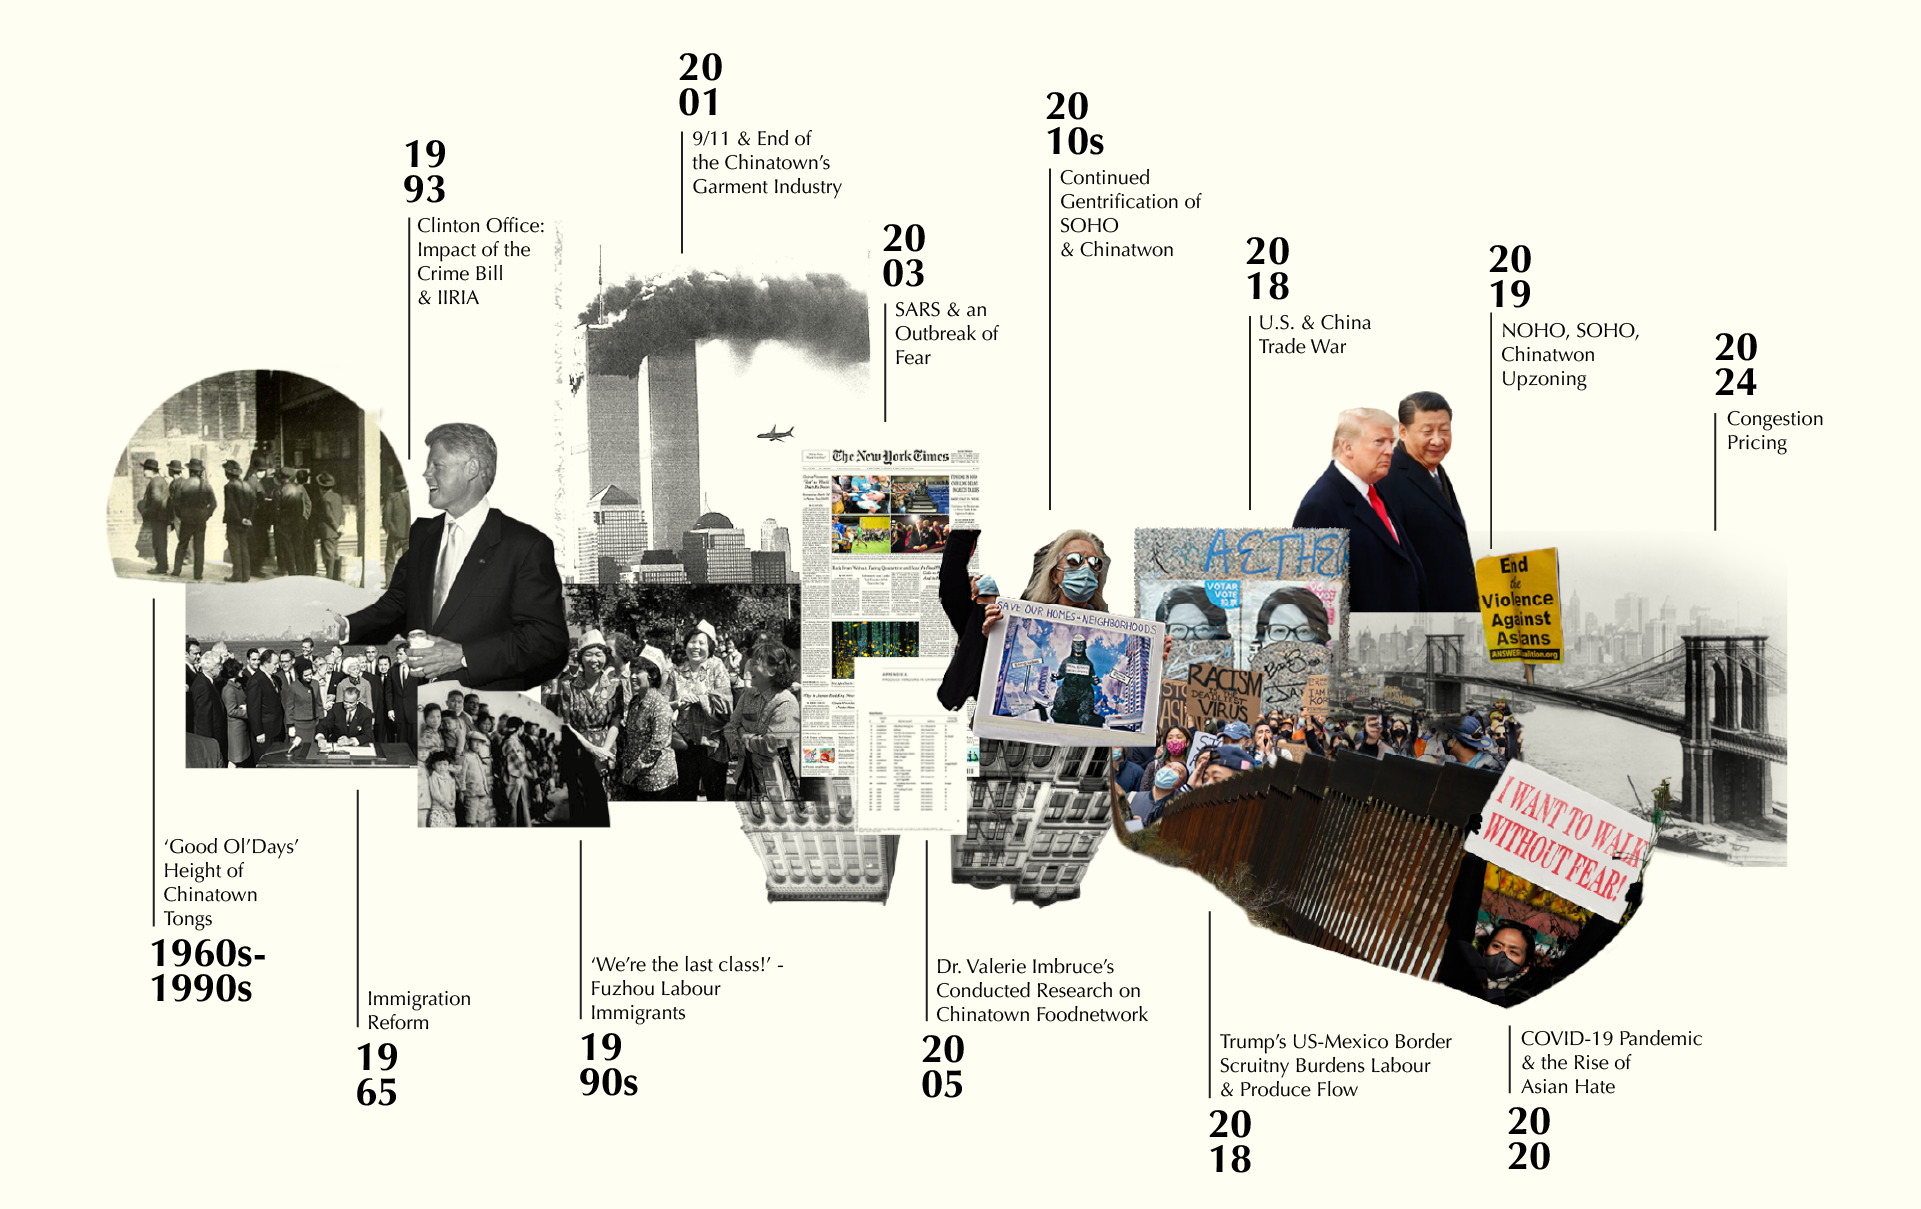 20
01
9/11 & End of
the Chinatown's
Garment Industry
20
10s
Continued
Gentrification of
SOHO
& Chinatwon
19
93
Clinton Office:
Impact of the
Crime Bill
& IIRIA
20
03
SARS & an
Outbreak of
Fear
20
18
U.S. & China
Trade War
20
19
NOHO, SOHO,
Chinatwon
Upzoning
20
24
Congestion
Pricing
The New York Times
SAVE OUR HOMES - NEIGHBORHOODS
AETHE
VOTAR
VOTE
RACISM
DEADLIEST
VIRUS
End
the
Violence
Against
Asians
I WANT TO WALK
WITHOUT FEAR!
'Good Ol'Days'
Height of
Chinatown
Tongs
1960s-
1990s
Immigration
Reform
19
65
'We're the last class!' -
Fuzhou Labour
Immigrants
19
90s
Dr. Valerie Imbruce's
Conducted Research on
Chinatown Foodnetwork
20
05
Trump's US-Mexico Border
Scruitny Burdens Labour
& Produce Flow
20
18
COVID-19 Pandemic
& the Rise of
Asian Hate
20
20